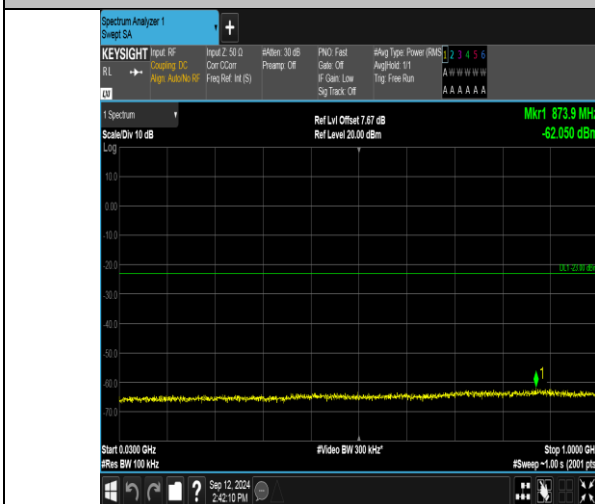 Spectrum Analyzer 1
Swept SA
+
KEYSIGHT Input: RF Input Z: 50 Ω #Atten: 30 dB PNO: Fast #Avg Type: Power (RMS 1 2 3 4 5 6
RL Coupling: DC Corr CCorr Preamp: Off Gate: Off Avg|Hold: 1/1 A W W W W W
Align: Auto/No RF Freq Ref: Int (S) IF Gain: Low Trig: Free Run
Sig Track: Off A A A A A A
1 Spectrum Ref Lvl Offset 7.67 dB Mkr1 873.9 MHz
Scale/Div 10 dB Ref Level 20.00 dBm -62.050 dBm
Log
10.0
0.00
-10.0
-20.0
DL1 -23.00 dBm
-30.0
-40.0
-50.0
1
-60.0
-70.0
Start 0.0300 GHz #Video BW 300 kHz* Stop 1.0000 GHz
#Res BW 100 kHz #Sweep ~1.00 s (2001 pts
? Sep 12, 2024
2:42:10 PM